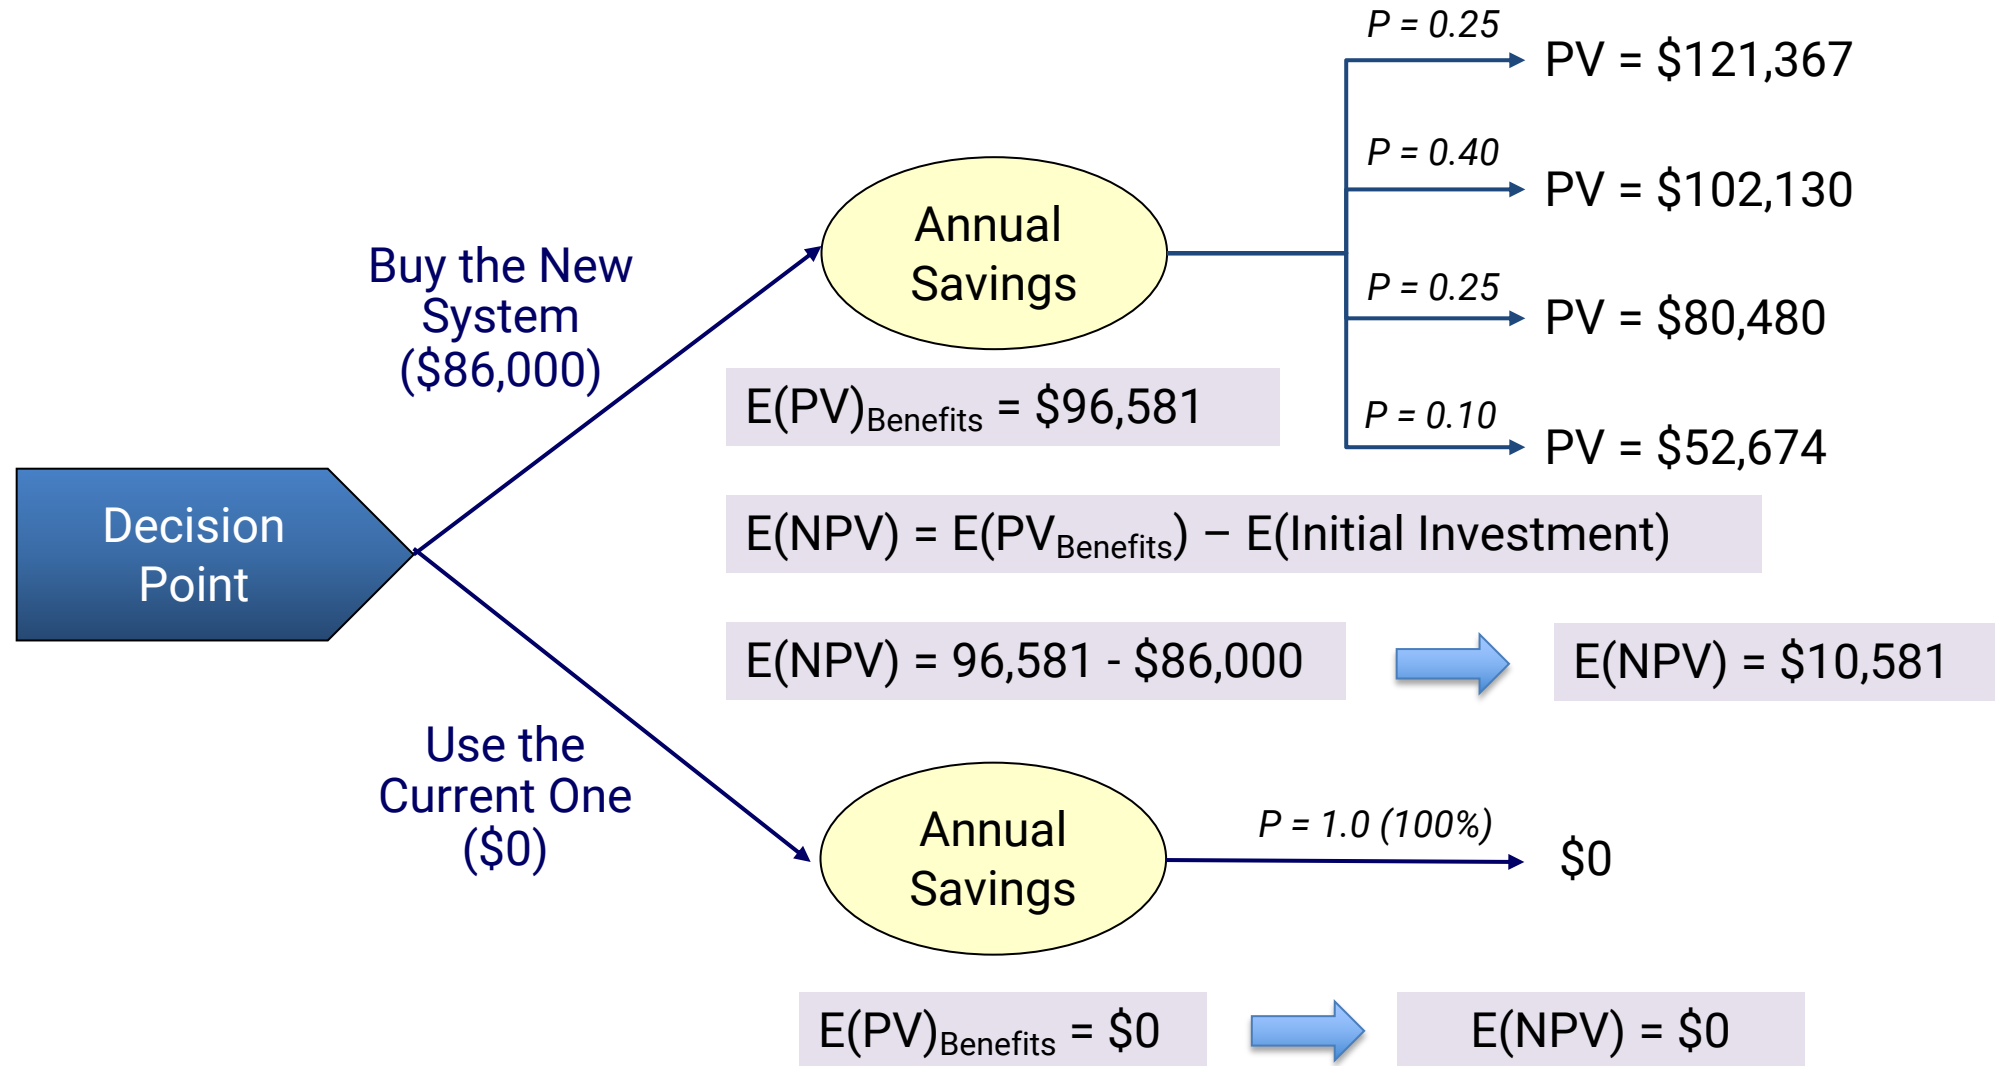 P = 0.25
PV = $121,367
P = 0.40
PV = $102,130
P = 0.25
PV = $80,480
P = 0.10
PV = $52,674
Annual
Savings
Buy the New
System
($86,000)
E(PV)Benefits = $96,581
E(NPV) = E(PVBenefits) – E(Initial Investment)
E(NPV) = 96,581 - $86,000
E(NPV) = $10,581
Decision
Point
Use the
Current One
($0)
Annual
Savings
P = 1.0 (100%)
$0
E(PV)Benefits = $0
E(NPV) = $0